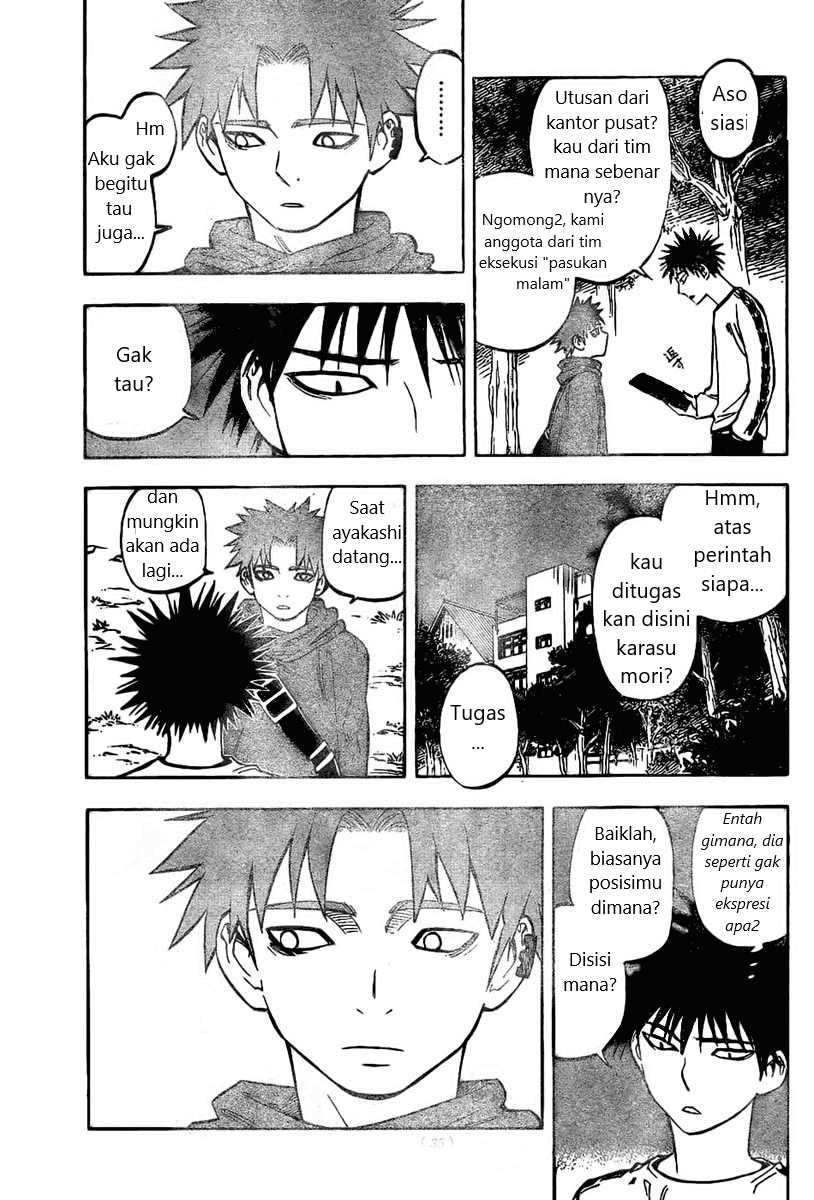 Aso
siasi
Utusan dari
kantor pusat?
kau dari tim
mana sebenar
nya?
Ngomong2, kami
anggota dari tim
eksekusi "pasukan
malam"
........
Hm
Aku gak
begitu
tau
juga...
Gak
tau?
Hmm,
atas
perintah
siapa...
kau
ditugas
kan disini
karasu
mori?
Tugas
...
Saat
ayakashi
datang...
dan
mungkin
akan ada
lagi...
Entah
gimana, dia
seperti gak
punya
ekspresi
apa2
Baiklah,
biasanya
posisimu
dimana?
Disisi
mana?
(35)